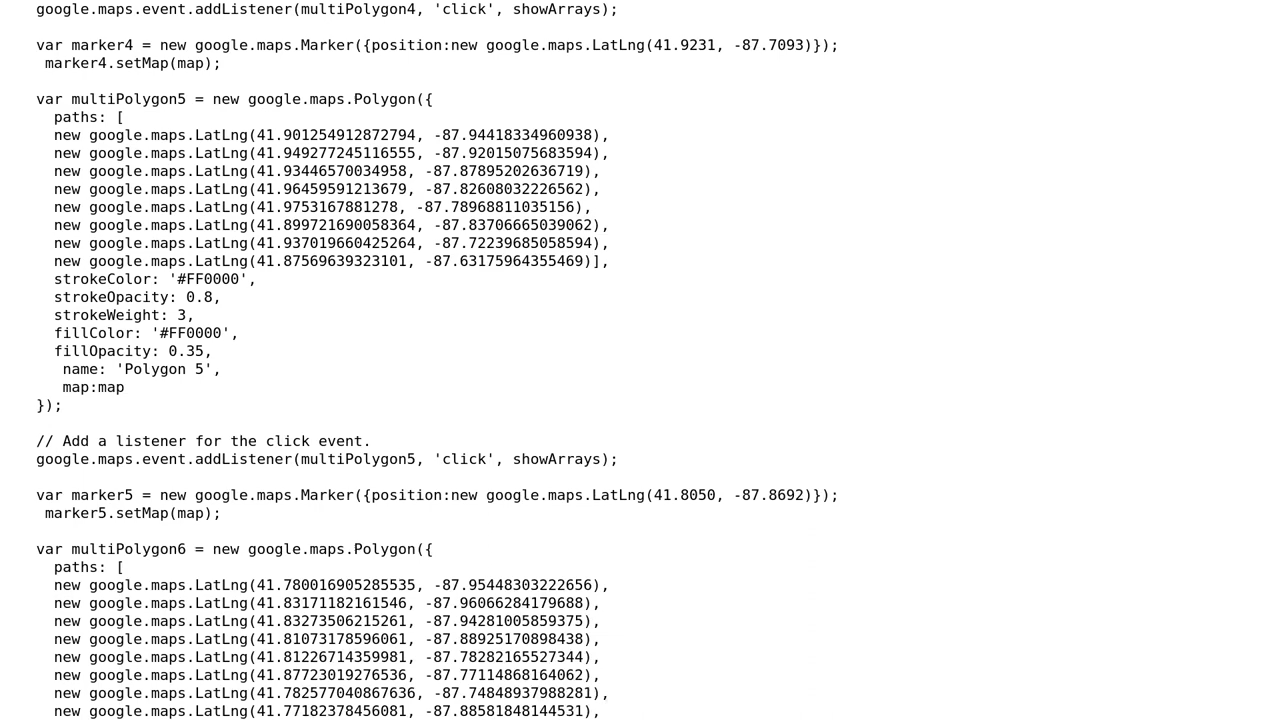 google.maps.event.addListener(multiPolygon4, 'click', showArrays);
var marker4 = new google.maps.Marker({position:new google.maps.LatLng(41.9231, -87.7093)});
marker4.setMap(map);
var multiPolygon5 = new google.maps.Polygon({
paths: [
new google.maps.LatLng(41.901254912872794, -87.94418334960938),
new google.maps.LatLng(41.949277245116555, -87.92015075683594),
new google.maps.LatLng(41.93446570034958, -87.87895202636719),
new google.maps.LatLng(41.96459591213679, -87.82608032226562),
new google.maps.LatLng(41.9753167881278, -87.78968811035156),
new google.maps.LatLng(41.899721690058364, -87.83706665039062),
new google.maps.LatLng(41.937019660425264, -87.72239685058594),
new google.maps.LatLng(41.87569639323101, -87.63175964355469)],
strokeColor: '#FF0000',
strokeOpacity: 0.8,
strokeWeight: 3,
fillColor: '#FF0000',
fillOpacity: 0.35,
name: 'Polygon 5',
map:map
});
// Add a listener for the click event.
google.maps.event.addListener(multiPolygon5, 'click', showArrays);
var marker5 = new google.maps.Marker({position:new google.maps.LatLng(41.8050, -87.8692)});
marker5.setMap(map);
var multiPolygon6 = new google.maps.Polygon({
paths: [
new google.maps.LatLng(41.780016905285535, -87.95448303222656),
new google.maps.LatLng(41.83171182161546, -87.96066284179688),
new google.maps.LatLng(41.83273506215261, -87.94281005859375),
new google.maps.LatLng(41.81073178596061, -87.88925170898438),
new google.maps.LatLng(41.81226714359981, -87.78282165527344),
new google.maps.LatLng(41.87723019276536, -87.77114868164062),
new google.maps.LatLng(41.782577040867636, -87.74848937988281),
new google.maps.LatLng(41.77182378456081, -87.88581848144531),